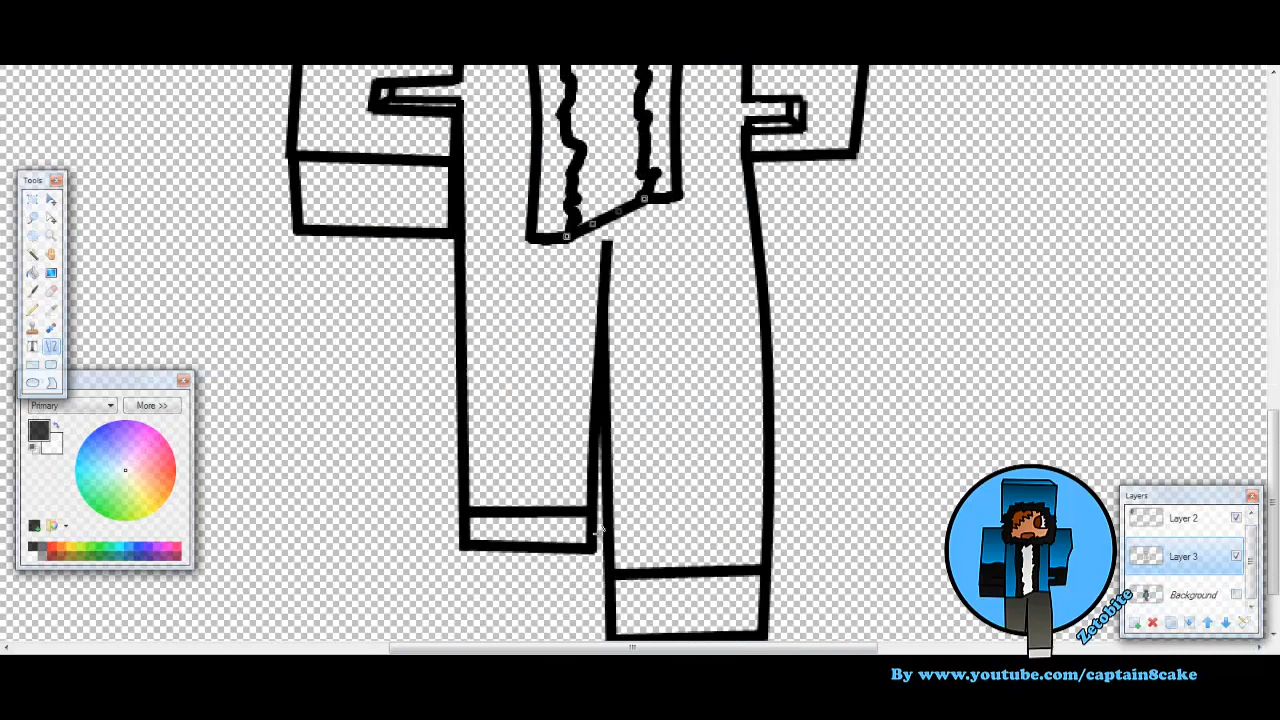 Tools
Primary
More >>
Layers
Layer 2
Layer 3
Background
Zetobite
By www.youtube.com/captain8cake